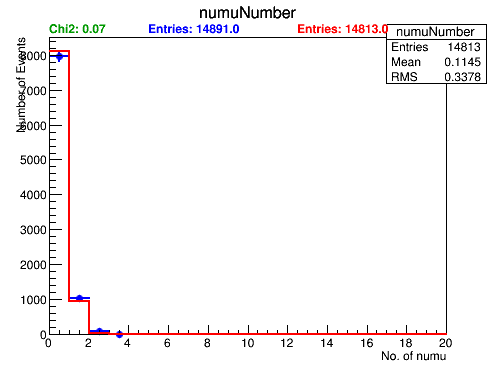 numuNumber
Chi2: 0.07 Entries: 14891.0 Entries: 14813.0
numuNumber
Entries 14813
Mean 0.1145
RMS 0.3378
Number of Events
8000
7000
6000
5000
4000
3000
2000
1000
0
0 2 4 6 8 10 12 14 16 18 20
No. of numu